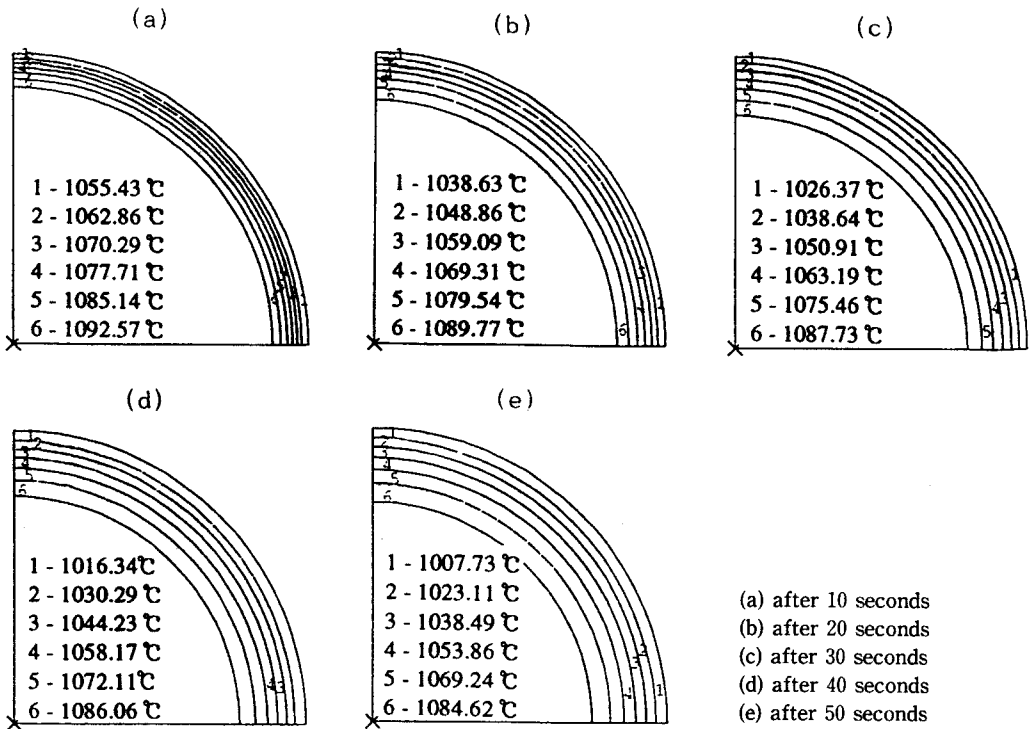 (a)
1 - 1055.43 ℃
2 - 1062.86 ℃
3 - 1070.29 ℃
4 - 1077.71 ℃
5 - 1085.14 ℃
6 - 1092.57 ℃
(b)
1 - 1038.63 ℃
2 - 1048.86 ℃
3 - 1059.09 ℃
4 - 1069.31 ℃
5 - 1079.54 ℃
6 - 1089.77 ℃
(c)
1 - 1026.37 ℃
2 - 1038.64 ℃
3 - 1050.91 ℃
4 - 1063.19 ℃
5 - 1075.46 ℃
6 - 1087.73 ℃
(d)
1 - 1016.34℃
2 - 1030.29 ℃
3 - 1044.23 ℃
4 - 1058.17 ℃
5 - 1072.11℃
6 - 1086.06 ℃
(e)
1 - 1007.73 ℃
2 - 1023.11 ℃
3 - 1038.49 ℃
4 - 1053.86 ℃
5 - 1069.24 ℃
6 - 1084.62 ℃
(a) after 10 seconds
(b) after 20 seconds
(c) after 30 seconds
(d) after 40 seconds
(e) after 50 seconds